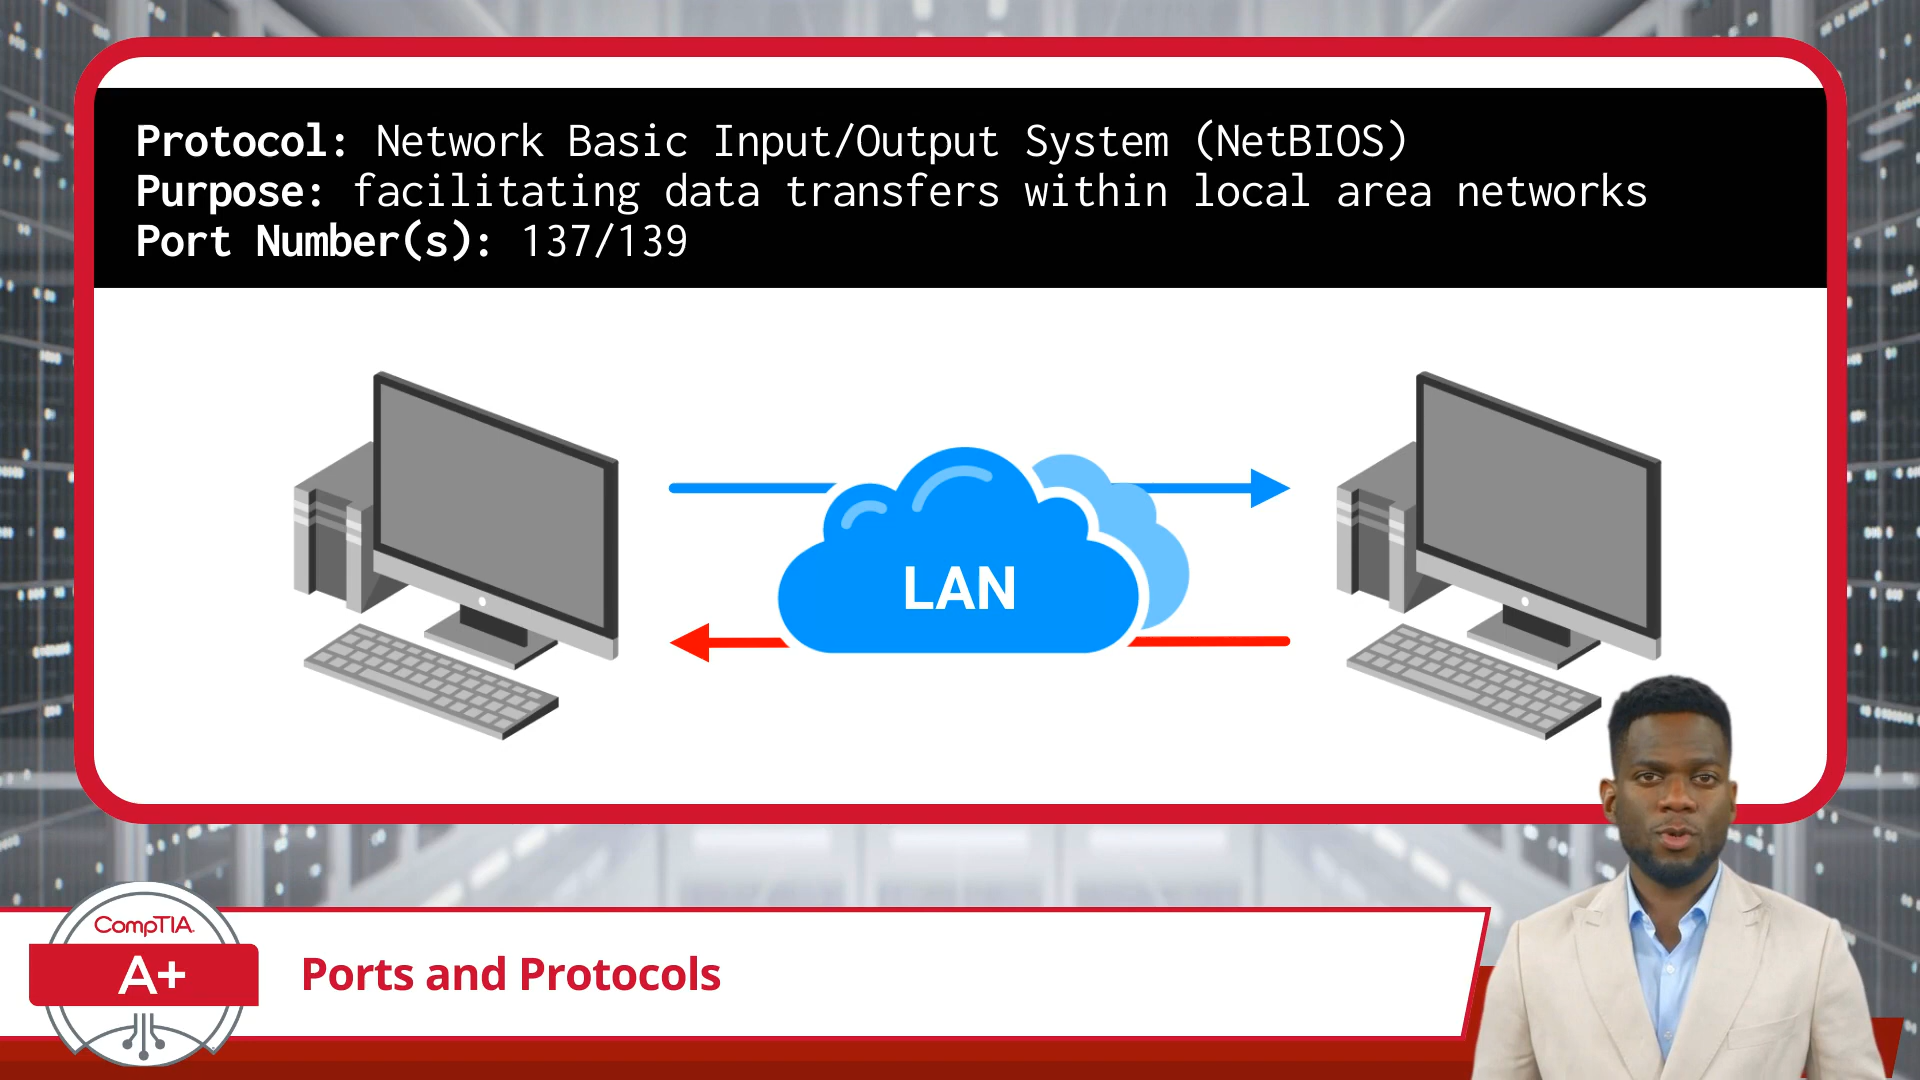 Protocol: Network Basic Input/Output System (NetBIOS)
Purpose: facilitating data transfers within local area networks
Port Number(s): 137/139
LAN
CompTIA.
A+
Ports and Protocols